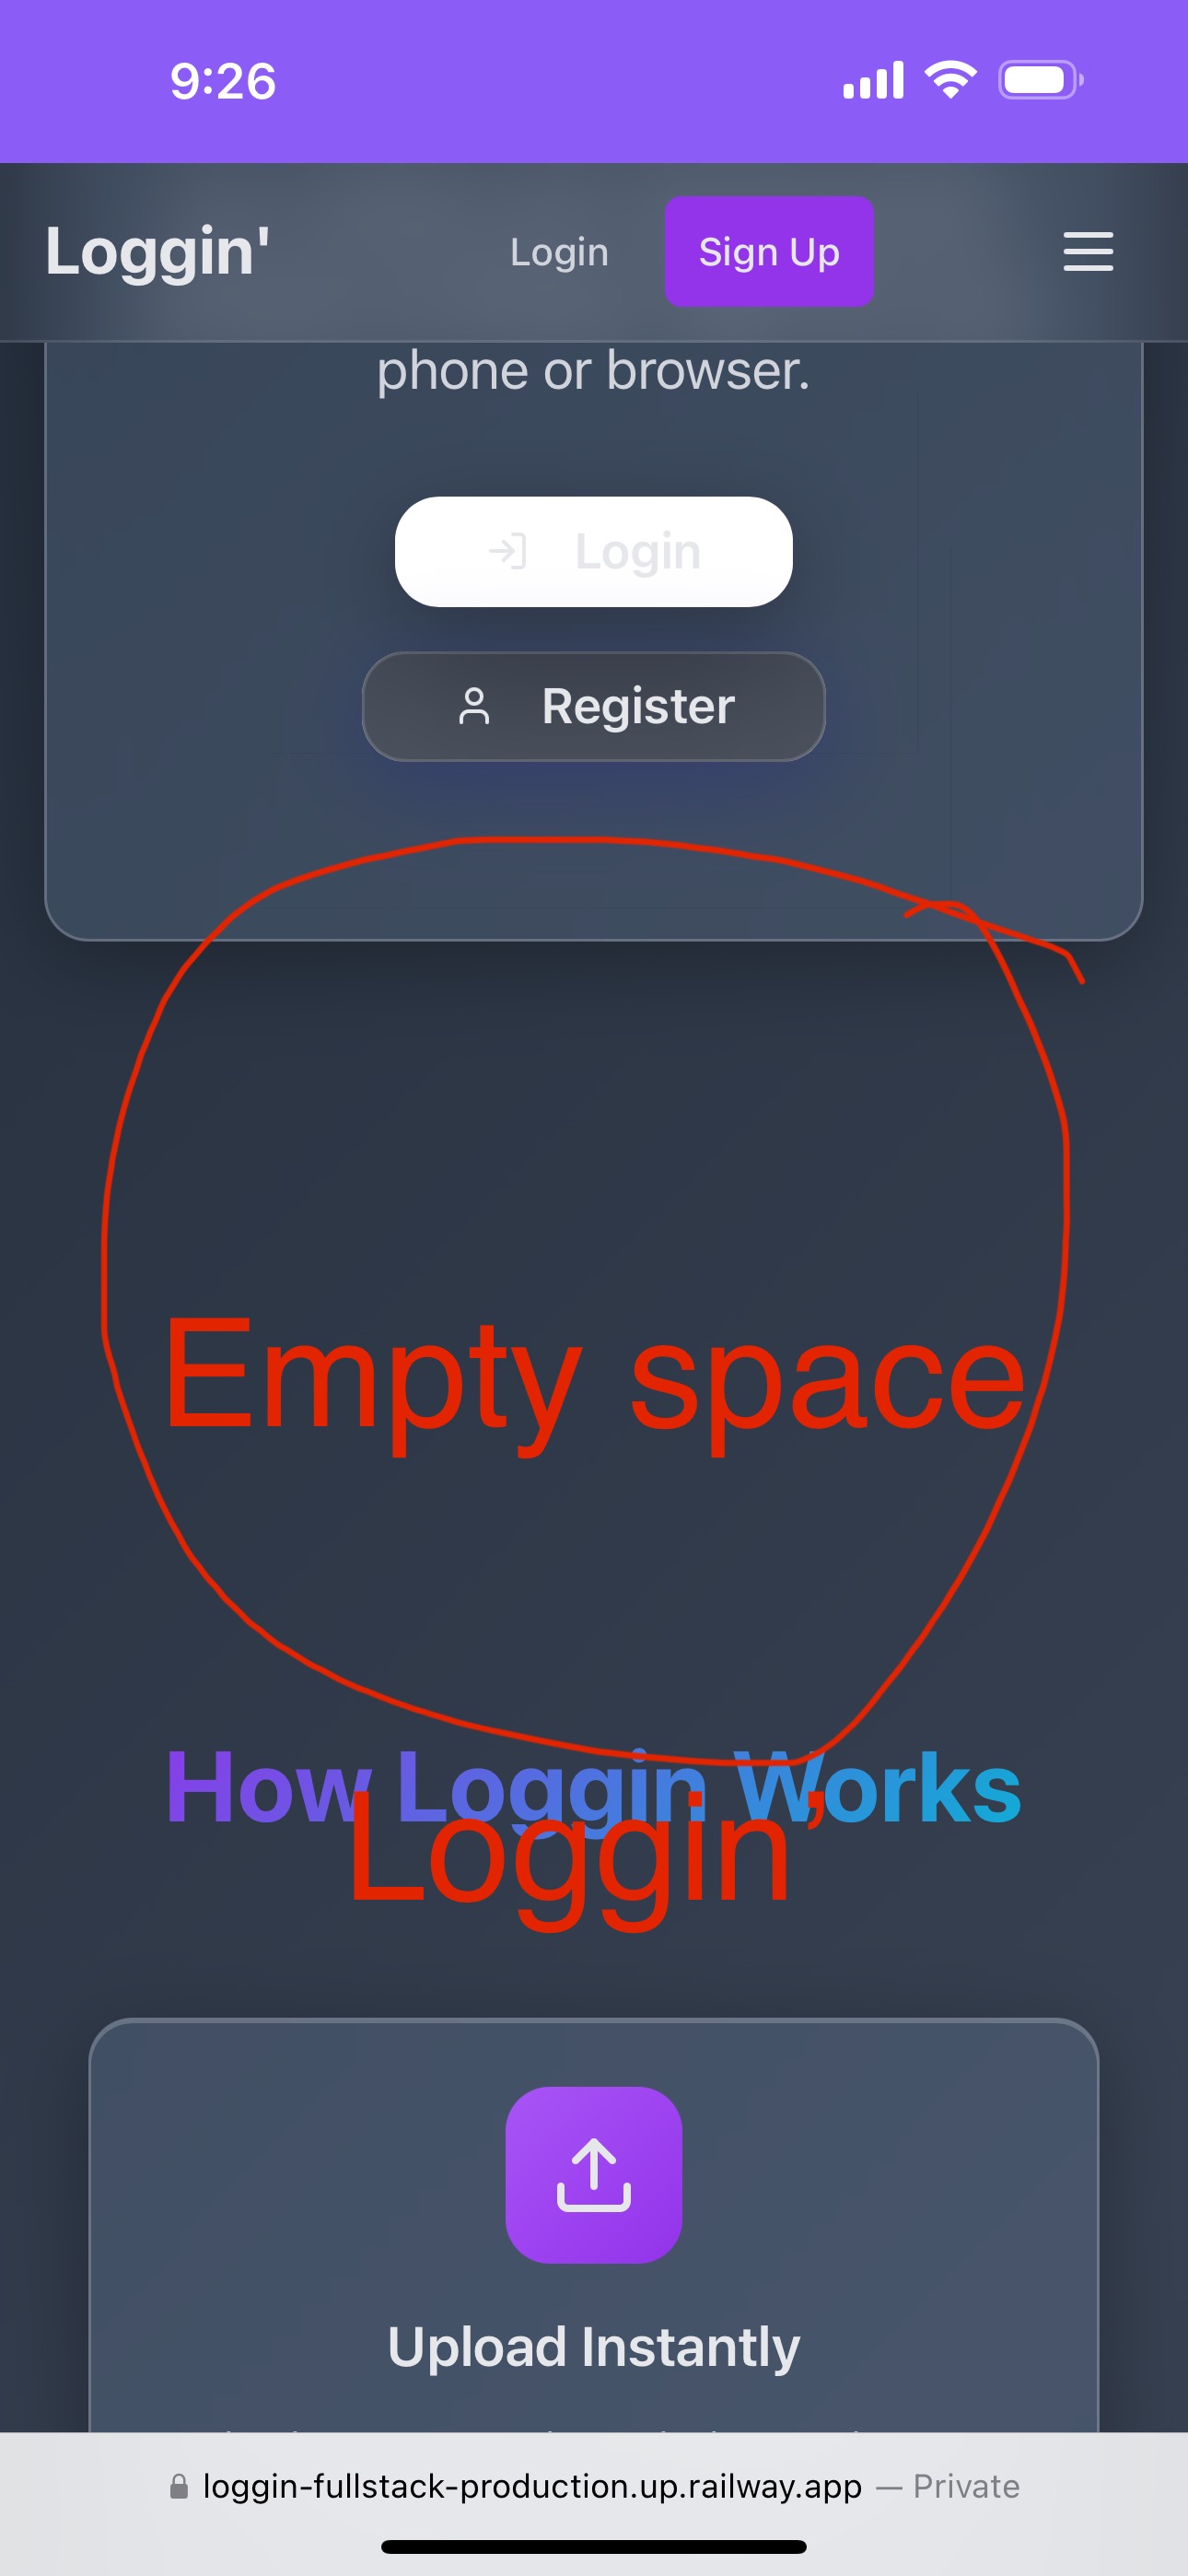 9:26
Loggin'
Login
Sign Up
phone or browser.
Login
Register
Empty space
How Loggin Works
Loggin’
Upload Instantly
loggin-fullstack-production.up.railway.app — Private